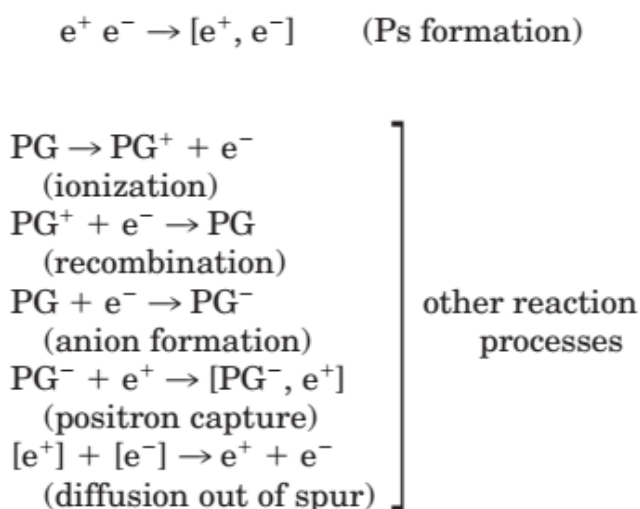 e⁺ e⁻ → [e⁺, e⁻] (Ps formation)
PG → PG⁺ + e⁻
(ionization)
PG⁺ + e⁻ → PG
(recombination)
PG + e⁻ → PG⁻
(anion formation)
PG⁻ + e⁺ → [PG⁻, e⁺]
(positron capture)
[e⁺] + [e⁻] → e⁺ + e⁻
(diffusion out of spur)
other reaction
processes